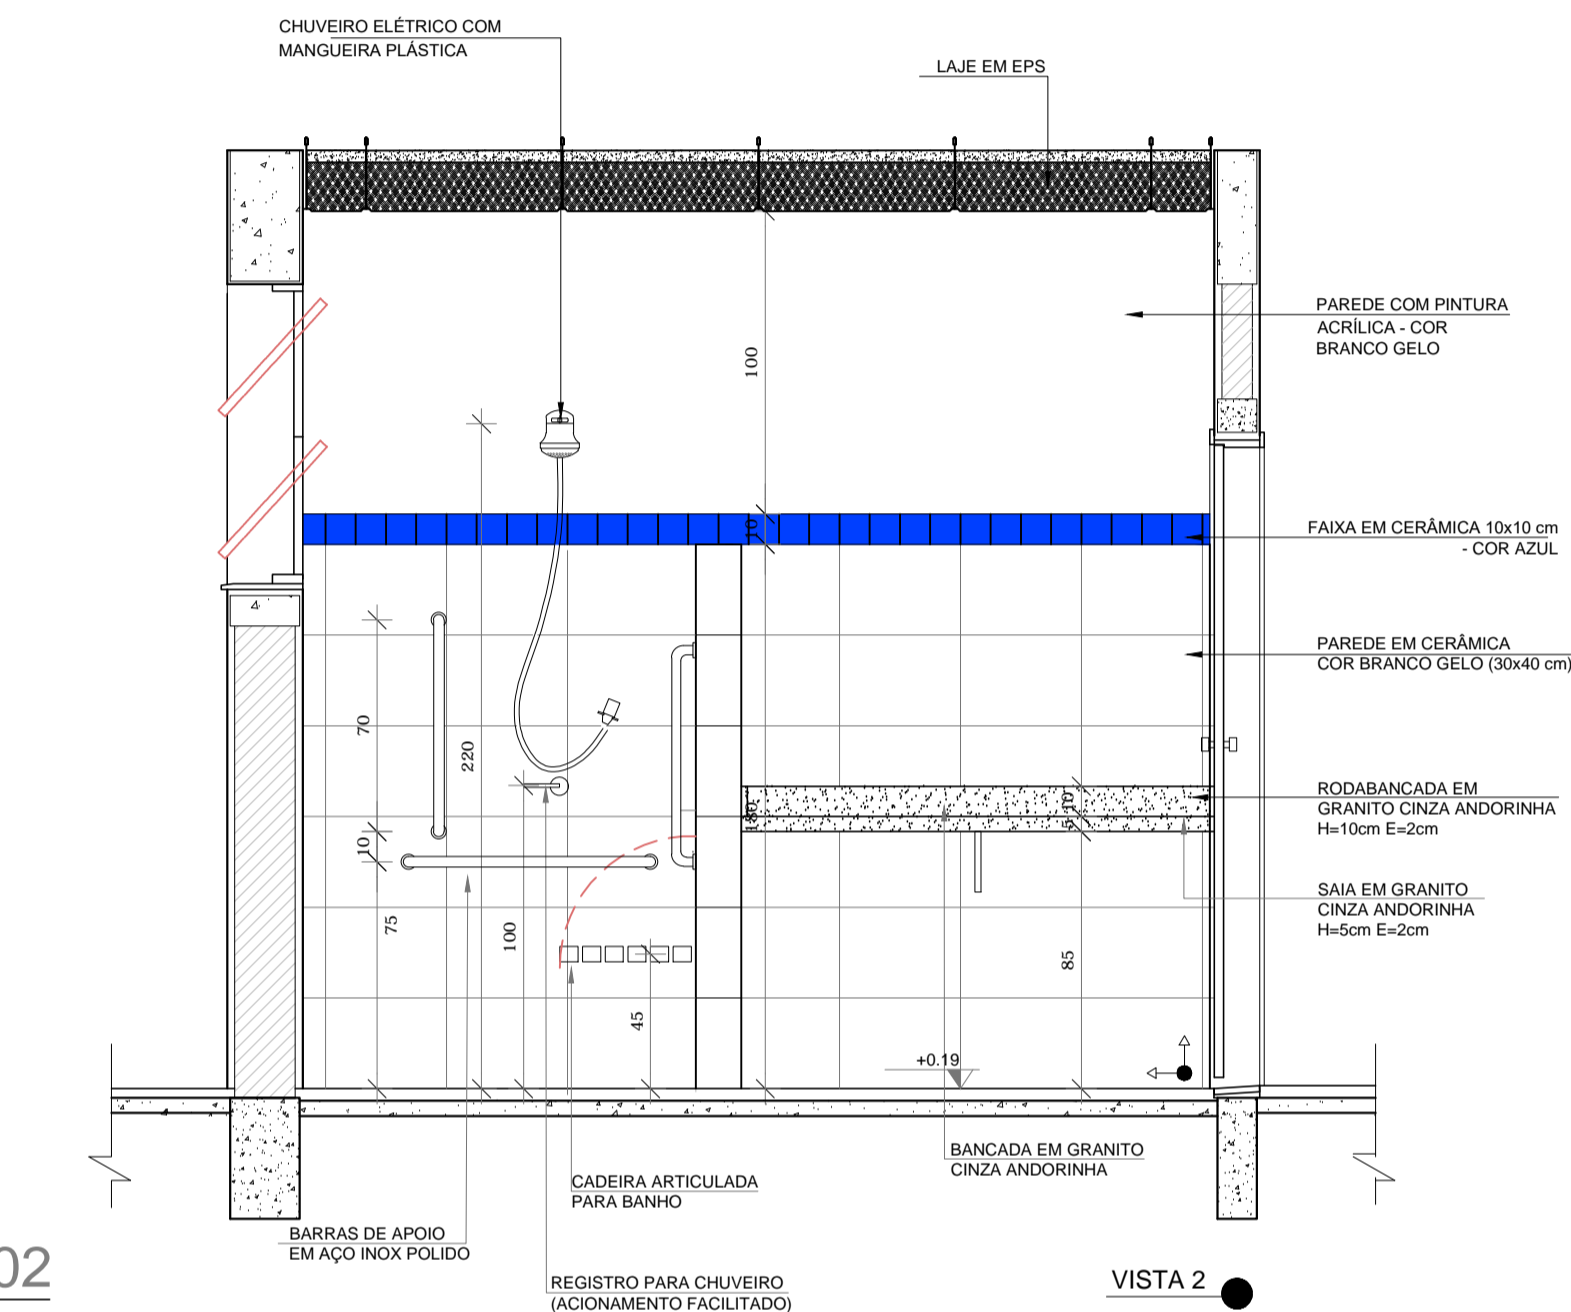 CHUVEIRO ELÉTRICO COM
MANGUEIRA PLÁSTICA
LAJE EM EPS
PAREDE COM PINTURA
ACRÍLICA - COR
BRANCO GELO
100
FAIXA EM CERÂMICA 10x10 cm
- COR AZUL
10
PAREDE EM CERÂMICA
COR BRANCO GELO (30x40 cm)
70
220
RODABANCADA EM
GRANITO CINZA ANDORINHA
H=10cm E=2cm
180
10
5
10
SAIA EM GRANITO
CINZA ANDORINHA
H=5cm E=2cm
75
100
85
45
+0.19
BANCADA EM GRANITO
CINZA ANDORINHA
CADEIRA ARTICULADA
PARA BANHO
BARRAS DE APOIO
EM AÇO INOX POLIDO
REGISTRO PARA CHUVEIRO
(ACIONAMENTO FACILITADO)
VISTA 2
02